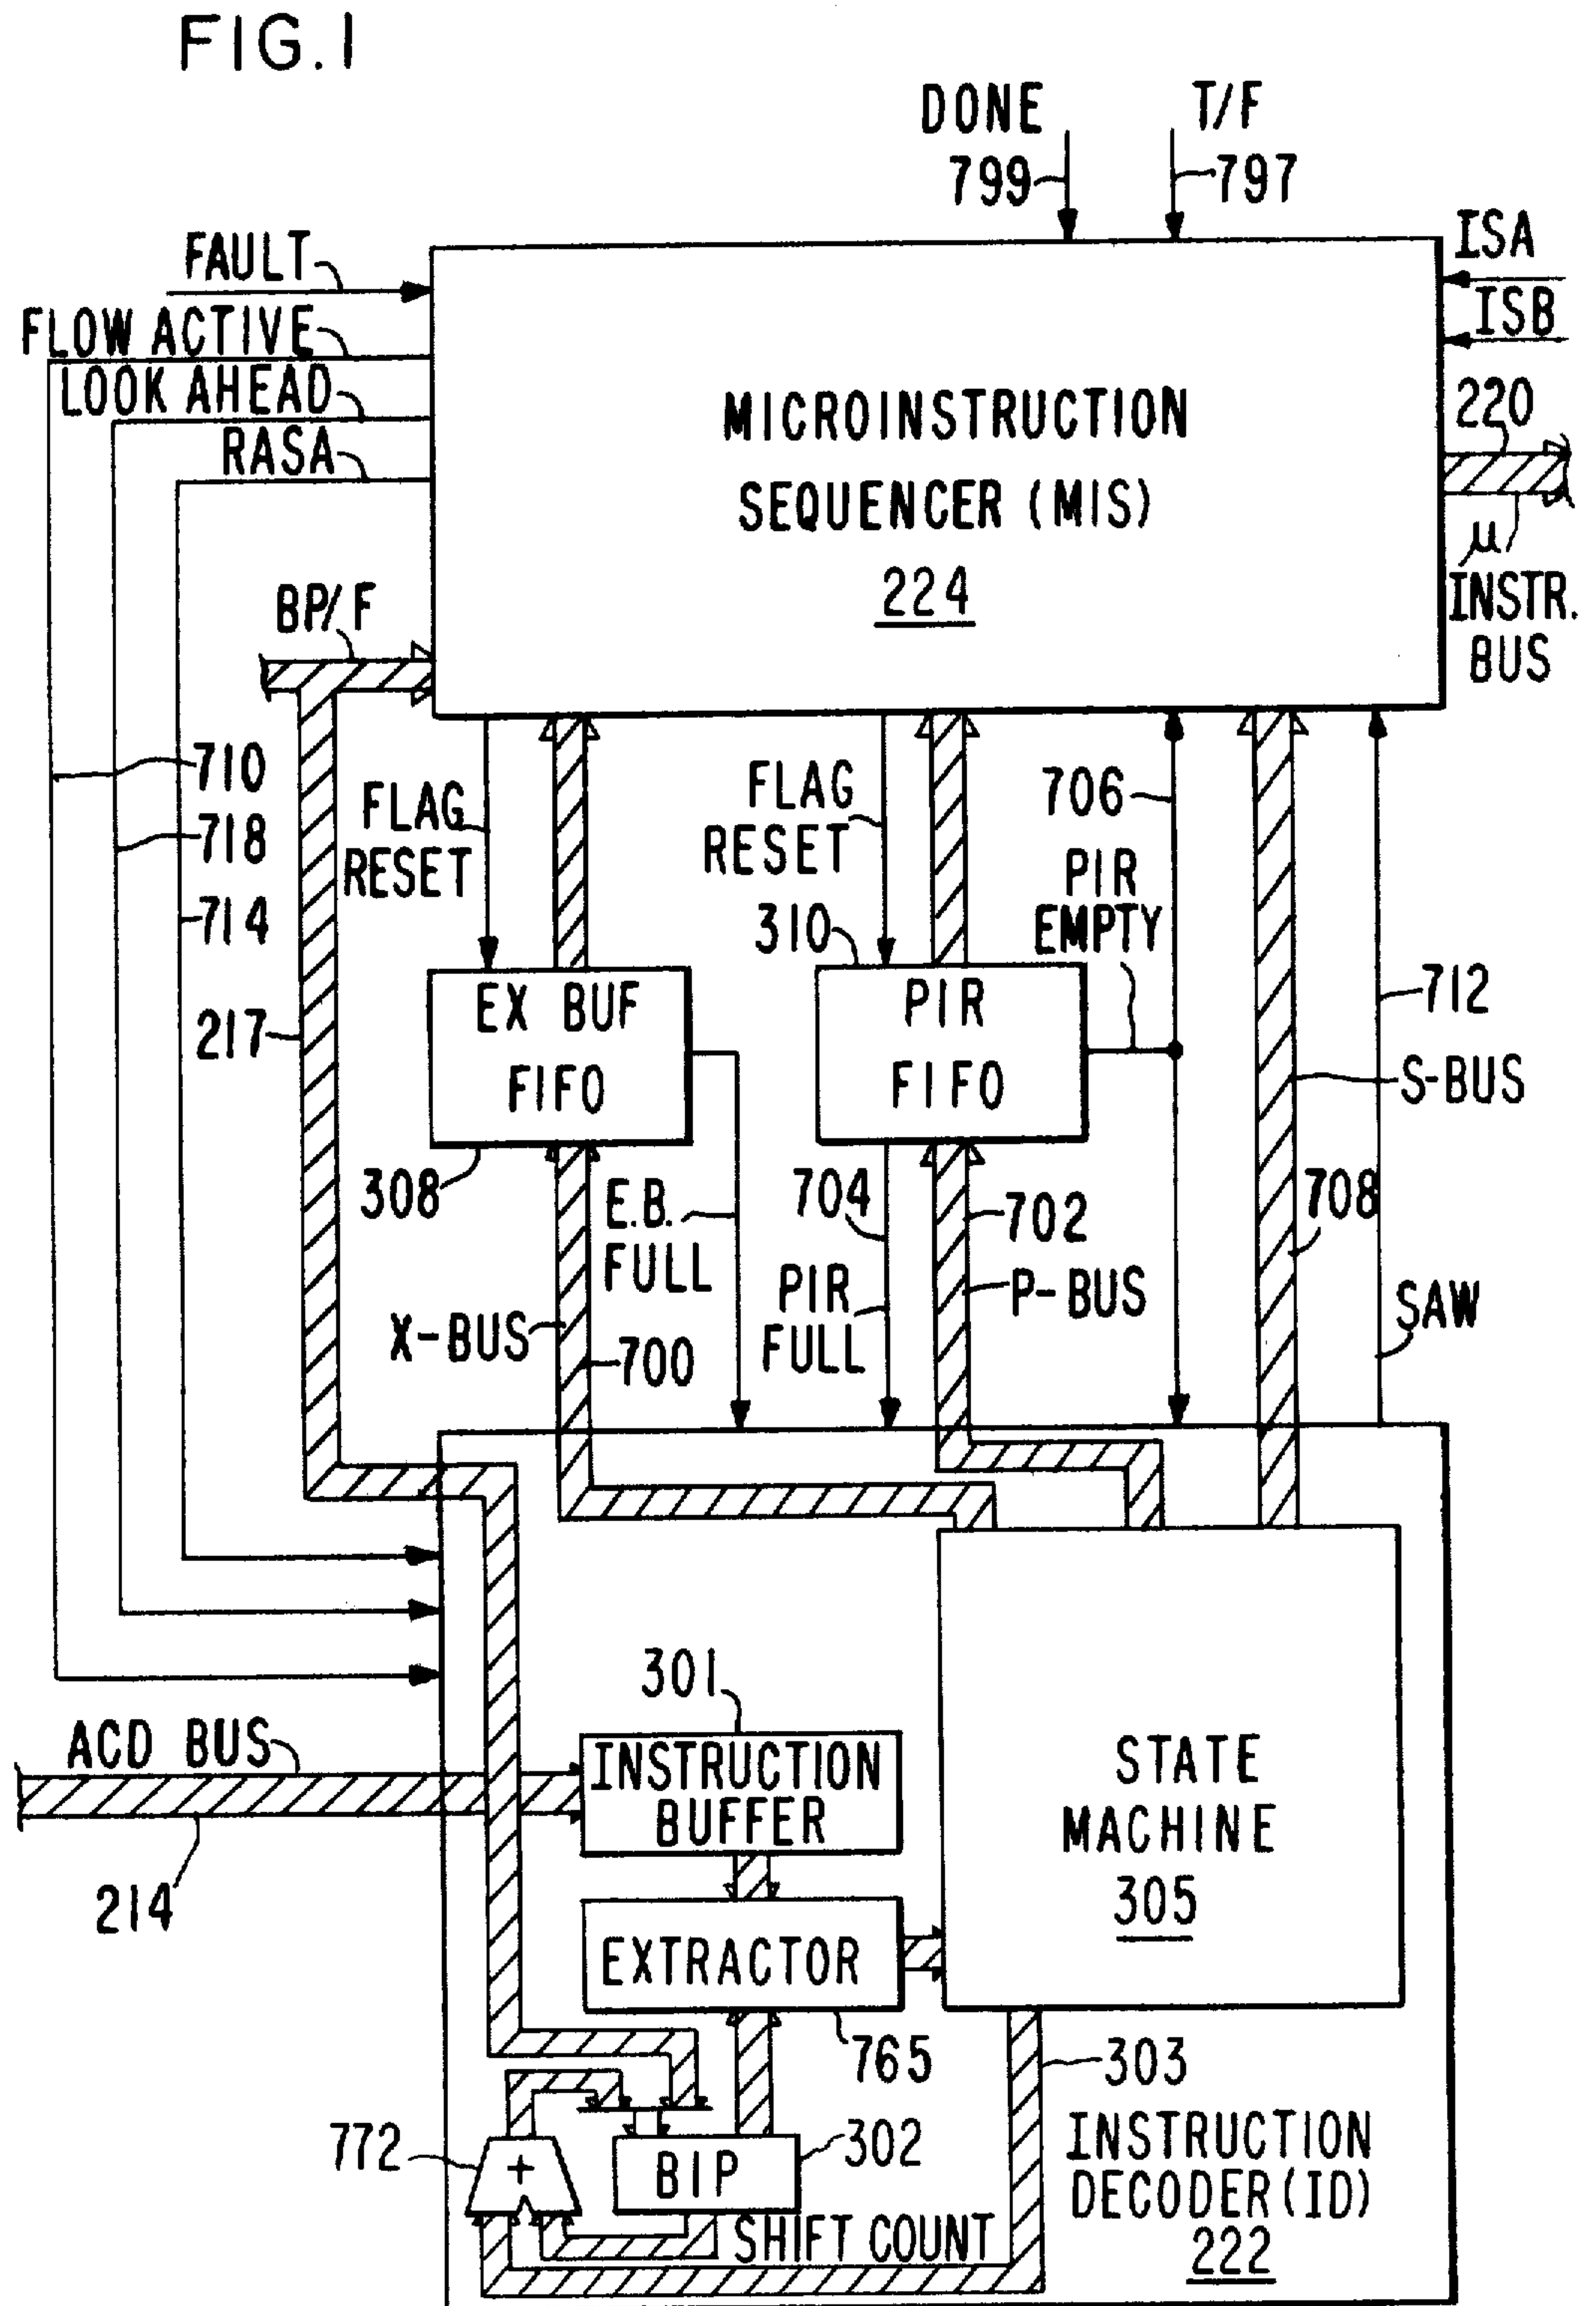 FIG. 1
DONE
799
T/F
797
FAULT
FLOW ACTIVE
LOOK AHEAD
RASA
ISA
ISB
220
µ
INSTR.
BUS
MICROINSTRUCTION
SEQUENCER (MIS)
224
BP/F
710
718
714
217
FLAG
RESET
FLAG
RESET
310
706
PIR
EMPTY
712
S-BUS
EX BUF
FIFO
PIR
FIFO
308
E.B.
FULL
704
PIR
FULL
702
P-BUS
708
SAW
X-BUS
700
301
ACD BUS
214
INSTRUCTION
BUFFER
EXTRACTOR
765
STATE
MACHINE
305
303
772
+
BIP
302
SHIFT COUNT
INSTRUCTION
DECODER (ID)
222